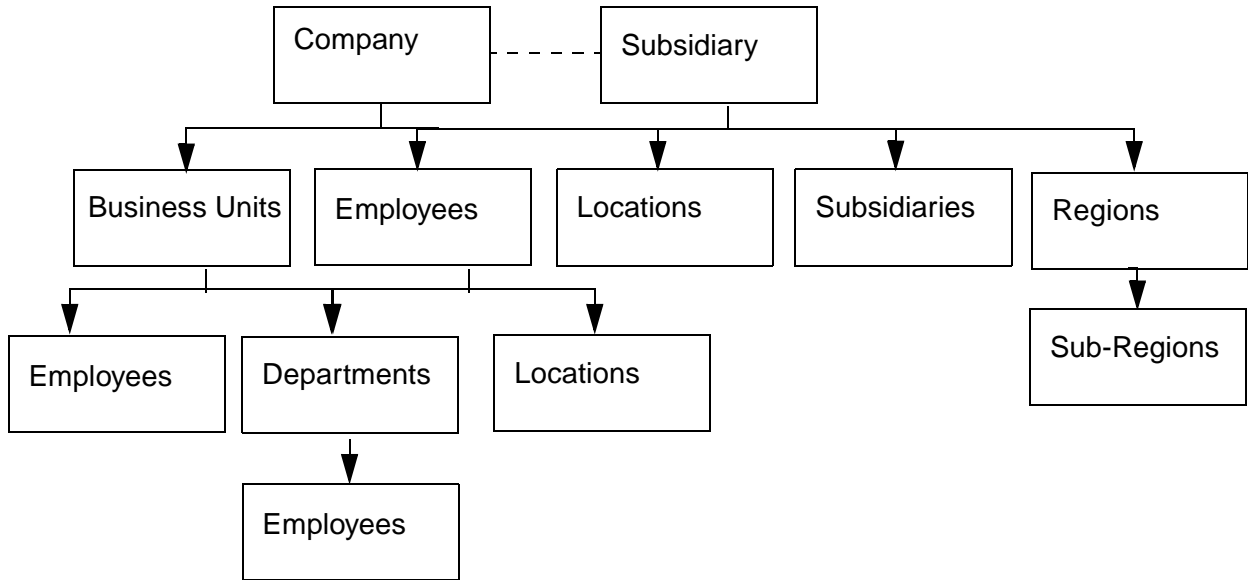 Company
Subsidiary
Business Units
Employees
Locations
Subsidiaries
Regions
Employees
Departments
Locations
Sub-Regions
Employees